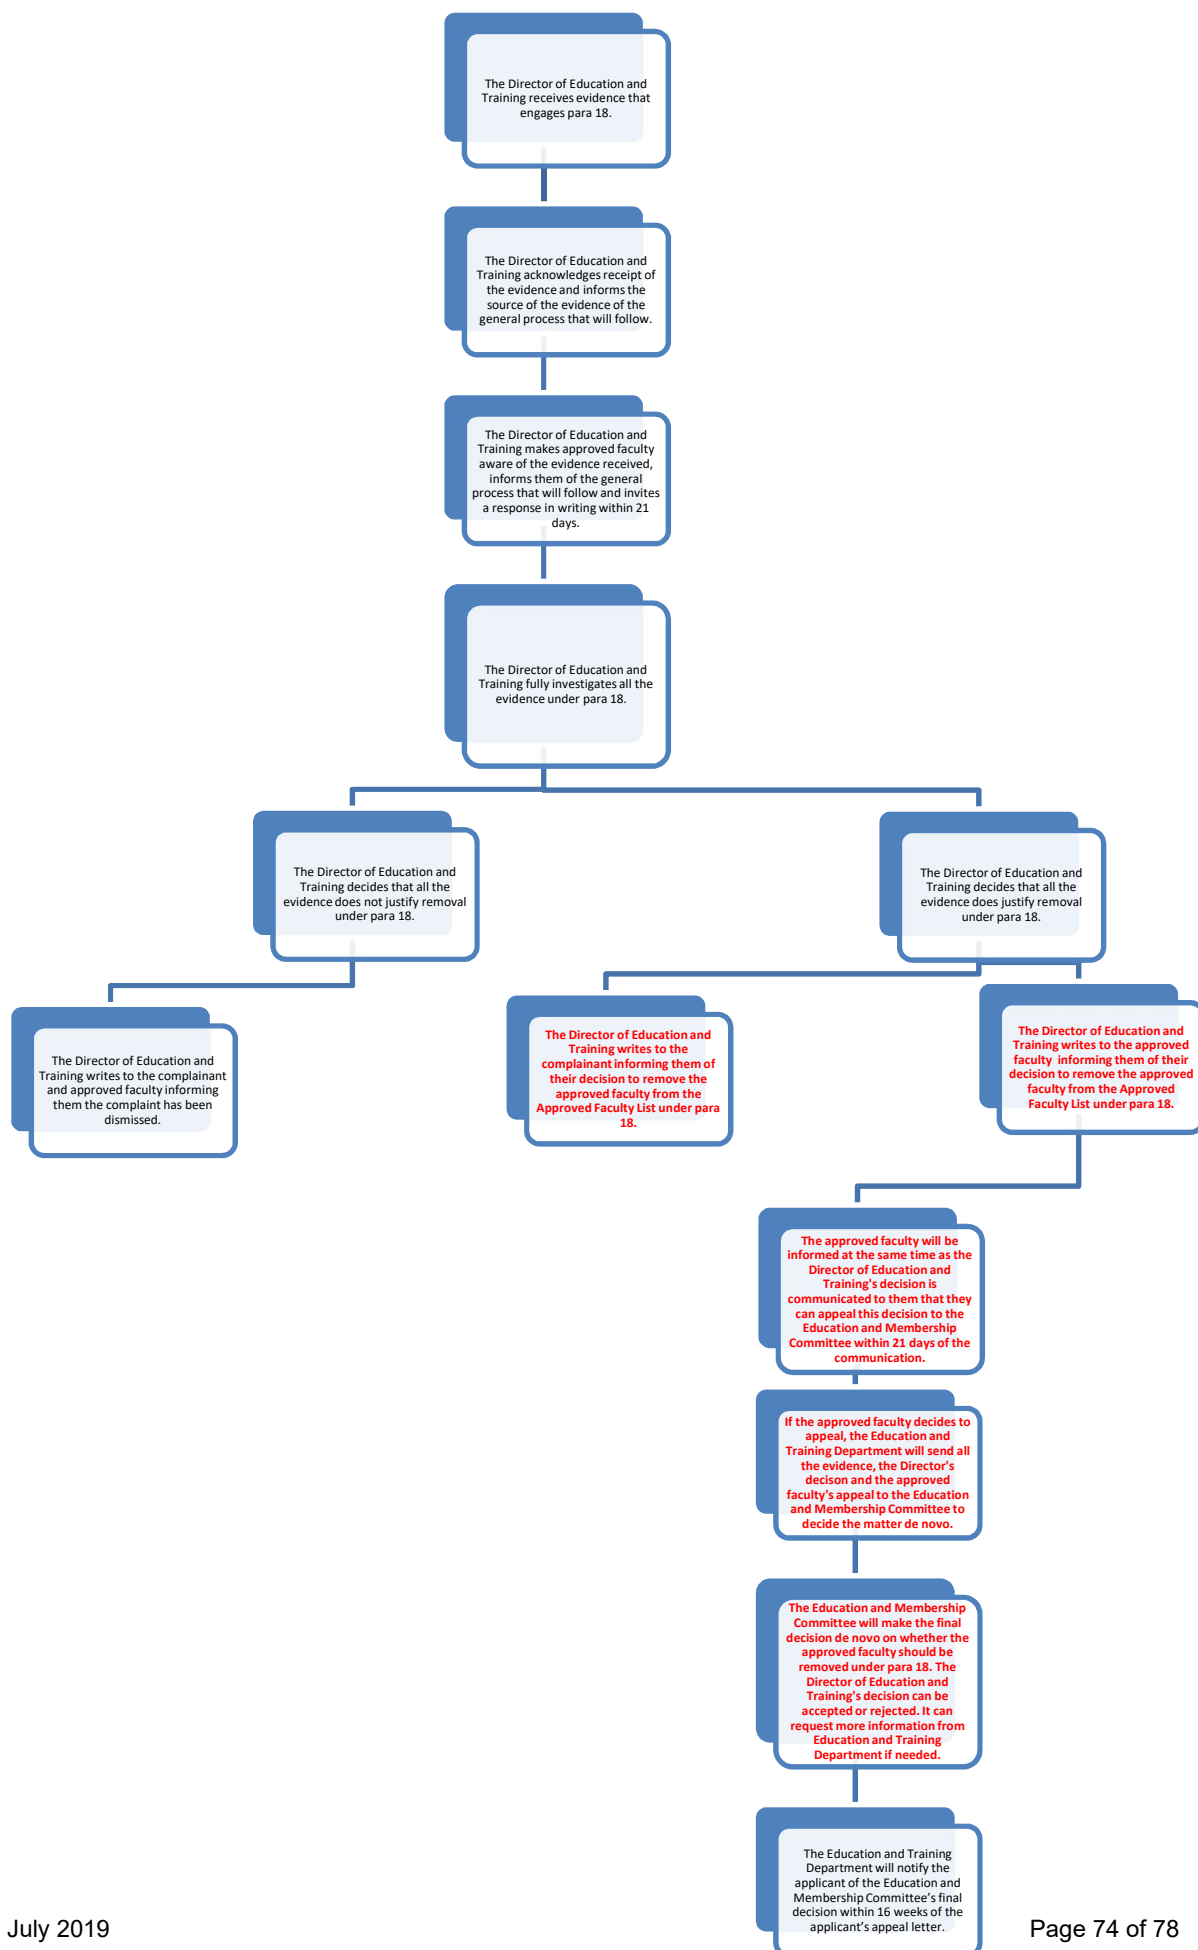 The Director of Education and
Training receives evidence that
engages para 18.
The Director of Education and
Training acknowledges receipt of
the evidence and informs the
source of the evidence of the
general process that will follow.
The Director of Education and
Training makes approved faculty
aware of the evidence received,
informs them of the general
process that will follow and invites
a response in writing within 21
days.
The Director of Education and
Training fully investigates all the
evidence under para 18.
The Director of Education and
Training decides that all the
evidence does not justify removal
under para 18.
The Director of Education and
Training decides that all the
evidence does justify removal
under para 18.
The Director of Education and
Training writes to the complainant
and approved faculty informing
them the complaint has been
dismissed.
The Director of Education and
Training writes to the
complainant informing them of
their decision to remove the
approved faculty from the
Approved Faculty List under para
18.
The Director of Education and
Training writes to the approved
faculty informing them of their
decision to remove the approved
faculty from the Approved
Faculty List under para 18.
The approved faculty will be
informed at the same time as the
Director of Education and
Training's decision is
communicated to them that they
can appeal this decision to the
Education and Membership
Committee within 21 days of the
communication.
If the approved faculty decides to
appeal, the Education and
Training Department will send all
the evidence, the Director's
decison and the approved
faculty's appeal to the Education
and Membership Committee to
decide the matter de novo.
The Education and Membership
Committee will make the final
decision de novo on whether the
approved faculty should be
removed under para 18. The
Director of Education and
Training's decision can be
accepted or rejected. It can
request more information from
Education and Training
Department if needed.
The Education and Training
Department will notify the
applicant of the Education and
Membership Committee’s final
decision within 16 weeks of the
applicant’s appeal letter.
July 2019
Page 74 of 78